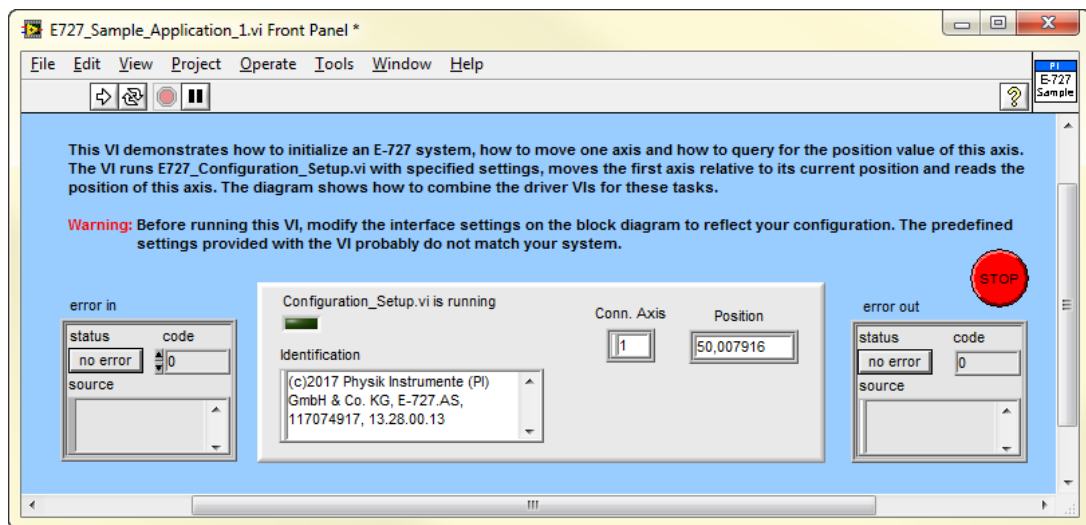 E727_Sample_Application_1.vi Front Panel *
File Edit View Project Operate Tools Window Help
PI
E-727
Sample
This VI demonstrates how to initialize an E-727 system, how to move one axis and how to query for the position value of this axis.
The VI runs E727_Configuration_Setup.vi with specified settings, moves the first axis relative to its current position and reads the
position of this axis. The diagram shows how to combine the driver VIs for these tasks.
Warning: Before running this VI, modify the interface settings on the block diagram to reflect your configuration. The predefined
settings provided with the VI probably do not match your system.
STOP
error in
status code
no error 0
source
Configuration_Setup.vi is running
Identification
(c)2017 Physik Instrumente (PI)
GmbH & Co. KG, E-727.AS,
117074917, 13.28.00.13
Conn. Axis Position
1 50,007916
error out
status code
no error 0
source